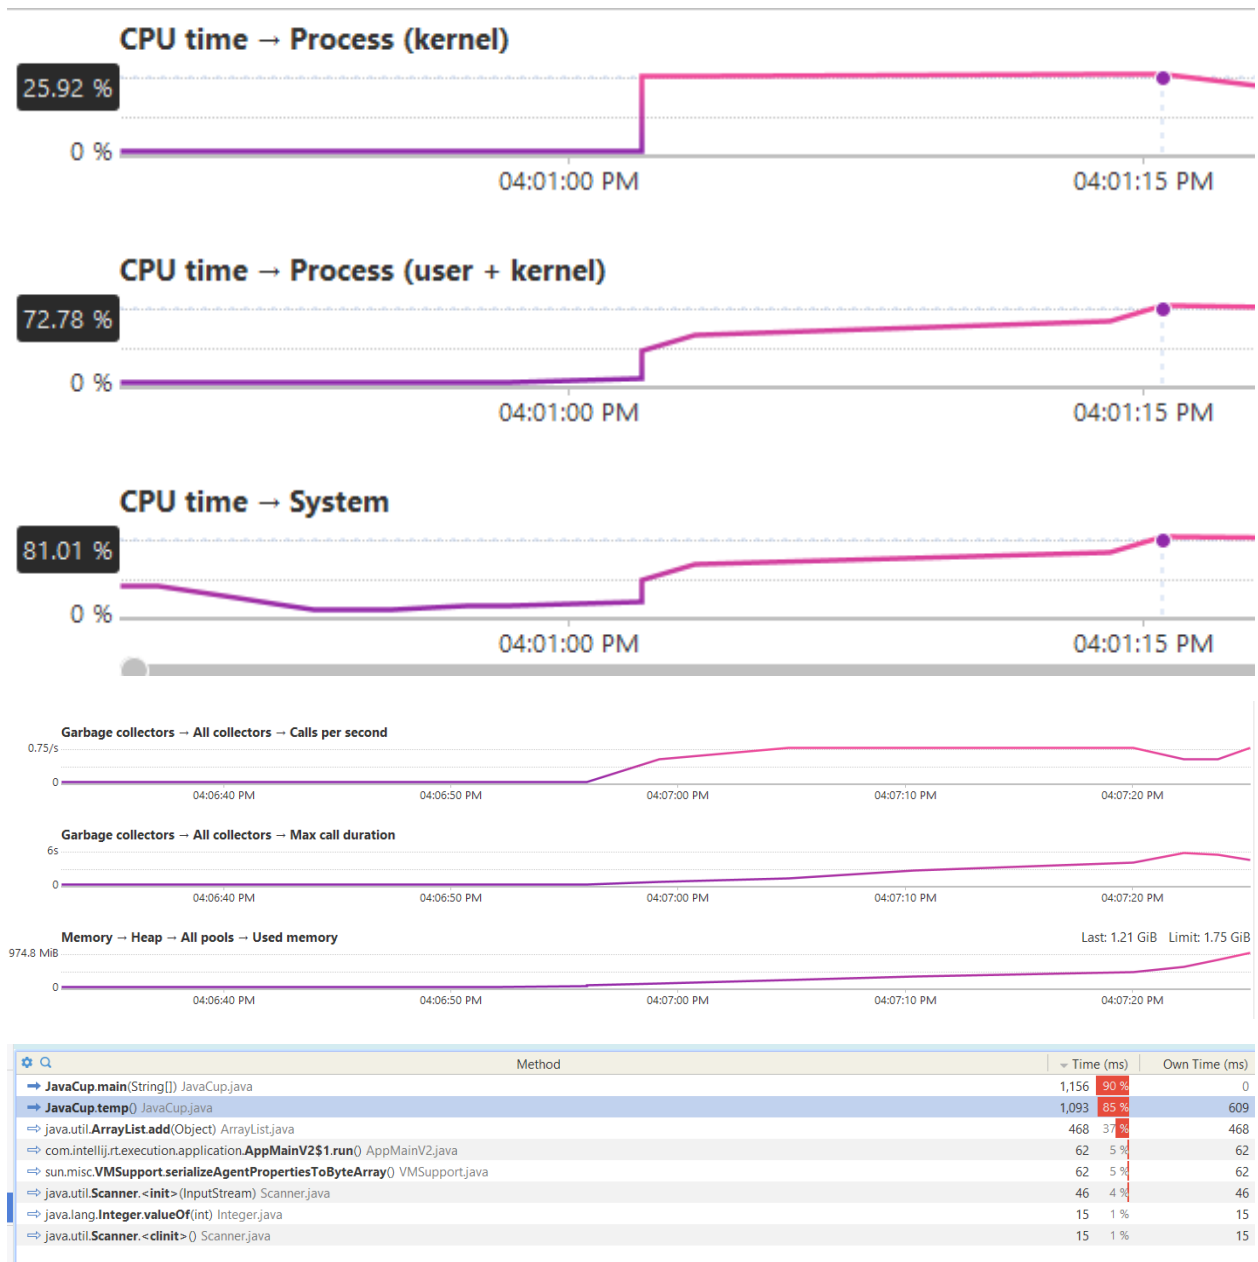 CPU time → Process (kernel)
25.92 %
0 %
04:01:00 PM 04:01:15 PM
CPU time → Process (user + kernel)
72.78 %
0 %
04:01:00 PM 04:01:15 PM
CPU time → System
81.01 %
0 %
04:01:00 PM 04:01:15 PM
Garbage collectors → All collectors → Calls per second
0.75/s
0
04:06:40 PM 04:06:50 PM 04:07:00 PM 04:07:10 PM 04:07:20 PM
Garbage collectors → All collectors → Max call duration
6s
0
04:06:40 PM 04:06:50 PM 04:07:00 PM 04:07:10 PM 04:07:20 PM
Memory → Heap → All pools → Used memory Last: 1.21 GiB Limit: 1.75 GiB
974.8 MiB
0
04:06:40 PM 04:06:50 PM 04:07:00 PM 04:07:10 PM 04:07:20 PM
Method Time (ms) Own Time (ms)
JavaCup.main(String[]) JavaCup.java 1,156 90 % 0
JavaCup.temp() JavaCup.java 1,093 85 % 609
java.util.ArrayList.add(Object) ArrayList.java 468 37 % 468
com.intellij.rt.execution.application.AppMainV2$1.run() AppMainV2.java 62 5 % 62
sun.misc.VMSupport.serializeAgentPropertiesToByteArray() VMSupport.java 62 5 % 62
java.util.Scanner.<init>(InputStream) Scanner.java 46 4 % 46
java.lang.Integer.valueOf(int) Integer.java 15 1 % 15
java.util.Scanner.<clinit>() Scanner.java 15 1 % 15